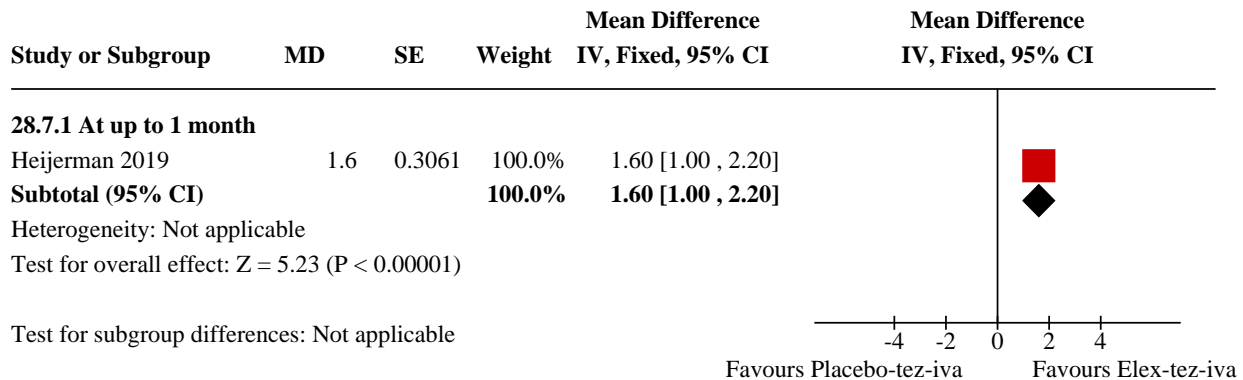 Mean Difference Mean Difference
Study or Subgroup MD SE Weight IV, Fixed, 95% CI IV, Fixed, 95% CI
28.7.1 At up to 1 month
Heijerman 2019 1.6 0.3061 100.0% 1.60 [1.00 , 2.20]
Subtotal (95% CI) 100.0% 1.60 [1.00 , 2.20]
Heterogeneity: Not applicable
Test for overall effect: Z = 5.23 (P < 0.00001)
Test for subgroup differences: Not applicable
-4 -2 0 2 4
Favours Placebo-tez-iva Favours Elex-tez-iva